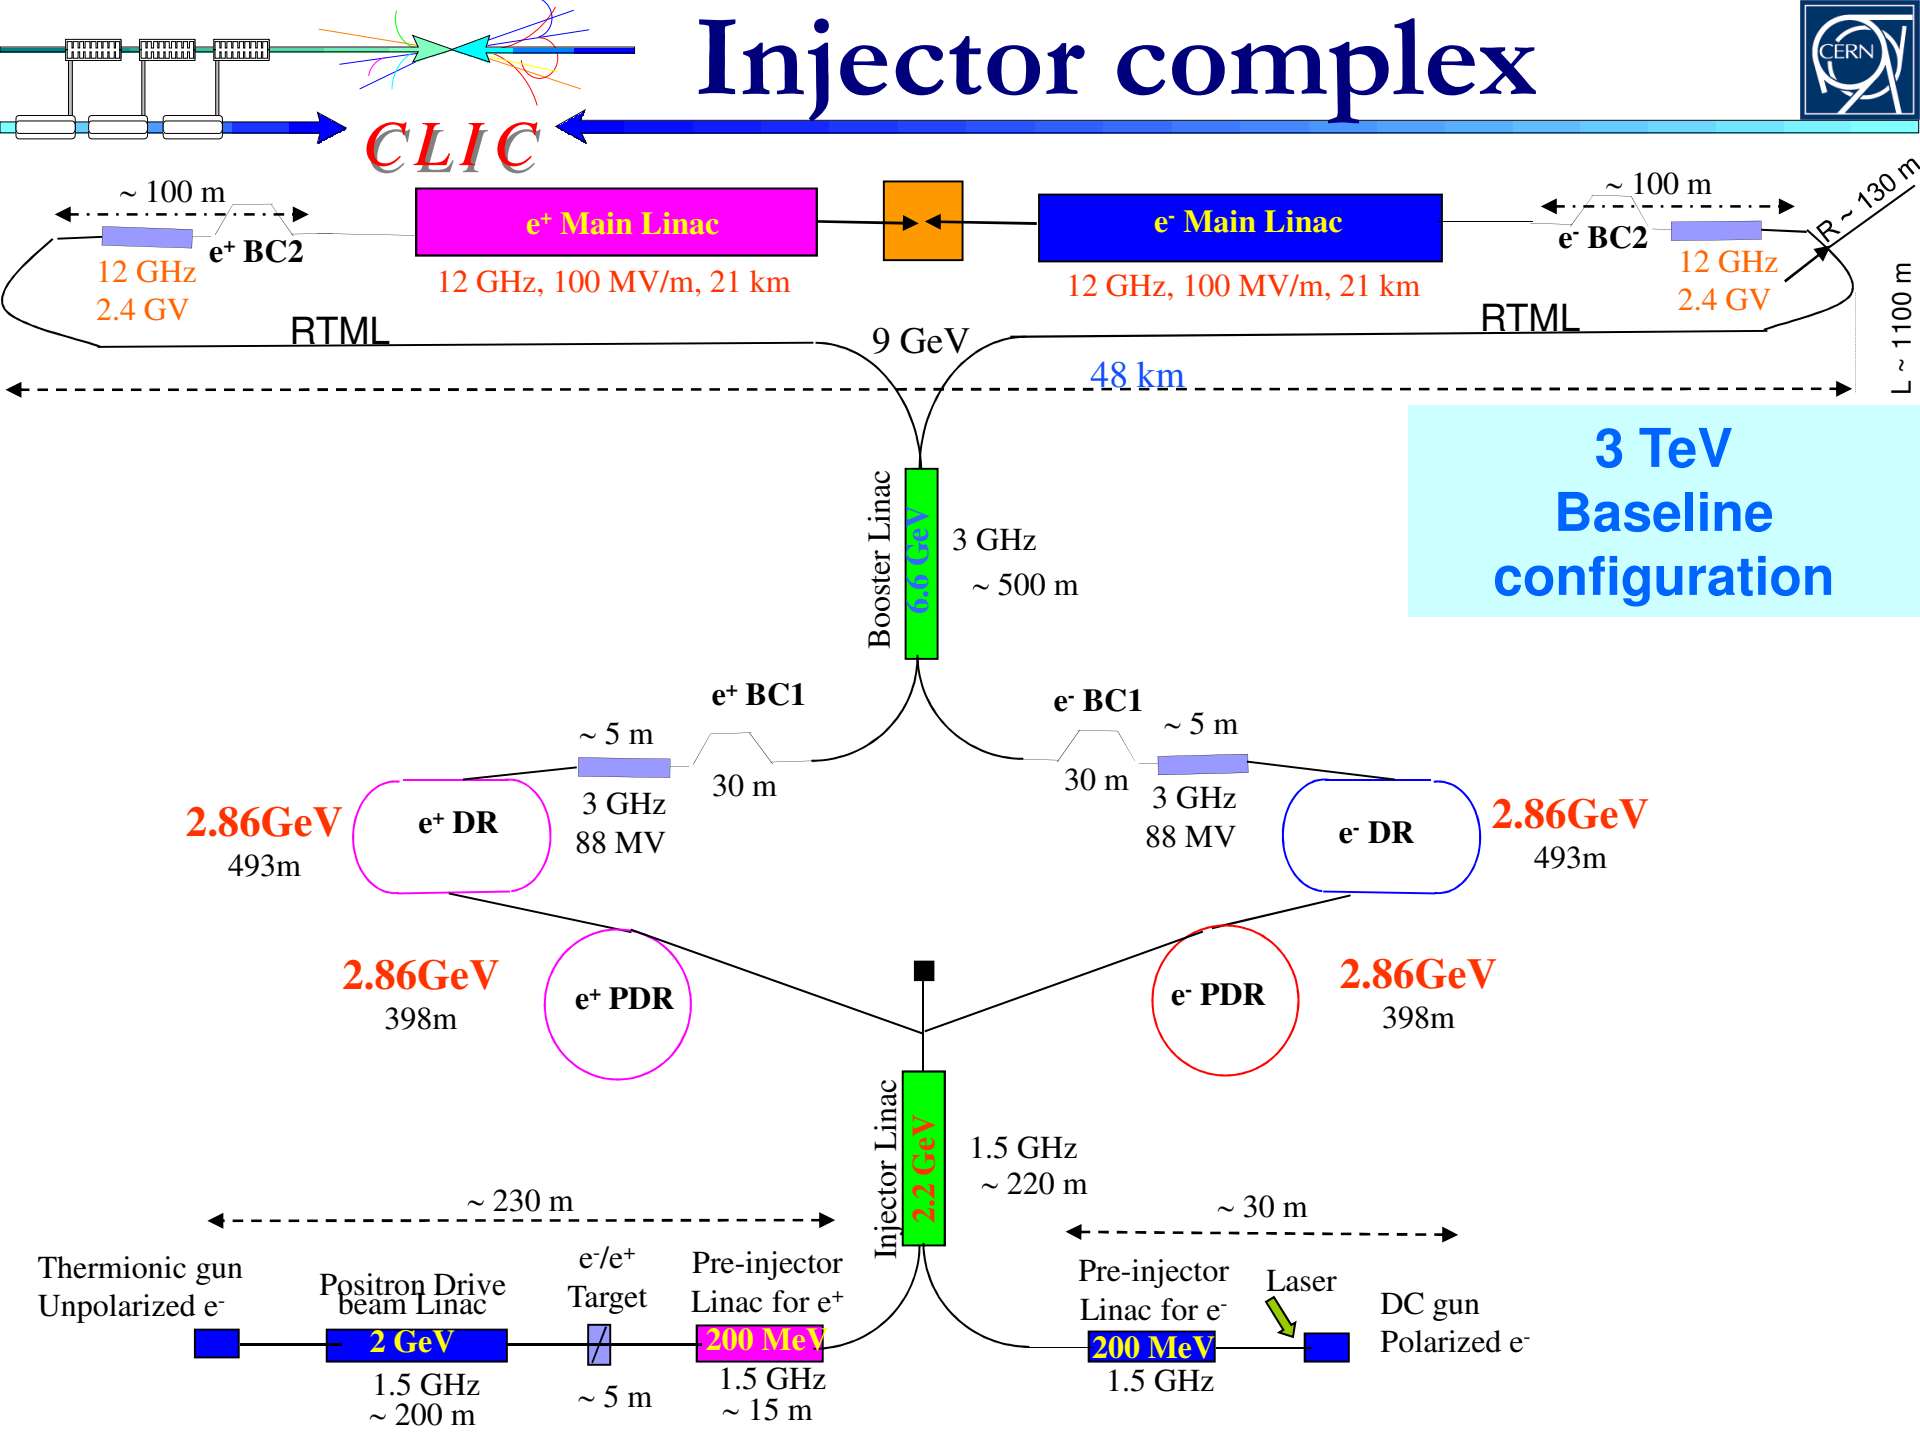 Injector complex
CERN
CLIC
~ 100 m
~ 100 m
R ~ 130 m
e+ Main Linac
e- Main Linac
e+ BC2
e- BC2
12 GHz
2.4 GV
12 GHz, 100 MV/m, 21 km
12 GHz, 100 MV/m, 21 km
12 GHz
2.4 GV
L ~ 1100 m
RTML
9 GeV
RTML
48 km
3 TeV
Baseline
configuration
Booster Linac
6.6 GeV
3 GHz
~ 500 m
e+ BC1
e- BC1
~ 5 m
~ 5 m
30 m
30 m
3 GHz
88 MV
3 GHz
88 MV
2.86GeV
493m
e+ DR
e- DR
2.86GeV
493m
2.86GeV
398m
e+ PDR
e- PDR
2.86GeV
398m
Injector Linac
2.2 GeV
1.5 GHz
~ 220 m
~ 230 m
~ 30 m
Thermionic gun
Unpolarized e-
Positron Drive
beam Linac
2 GeV
1.5 GHz
~ 200 m
e-/e+
Target
~ 5 m
Pre-injector
Linac for e+
200 MeV
1.5 GHz
~ 15 m
Pre-injector
Linac for e-
200 MeV
1.5 GHz
Laser
DC gun
Polarized e-